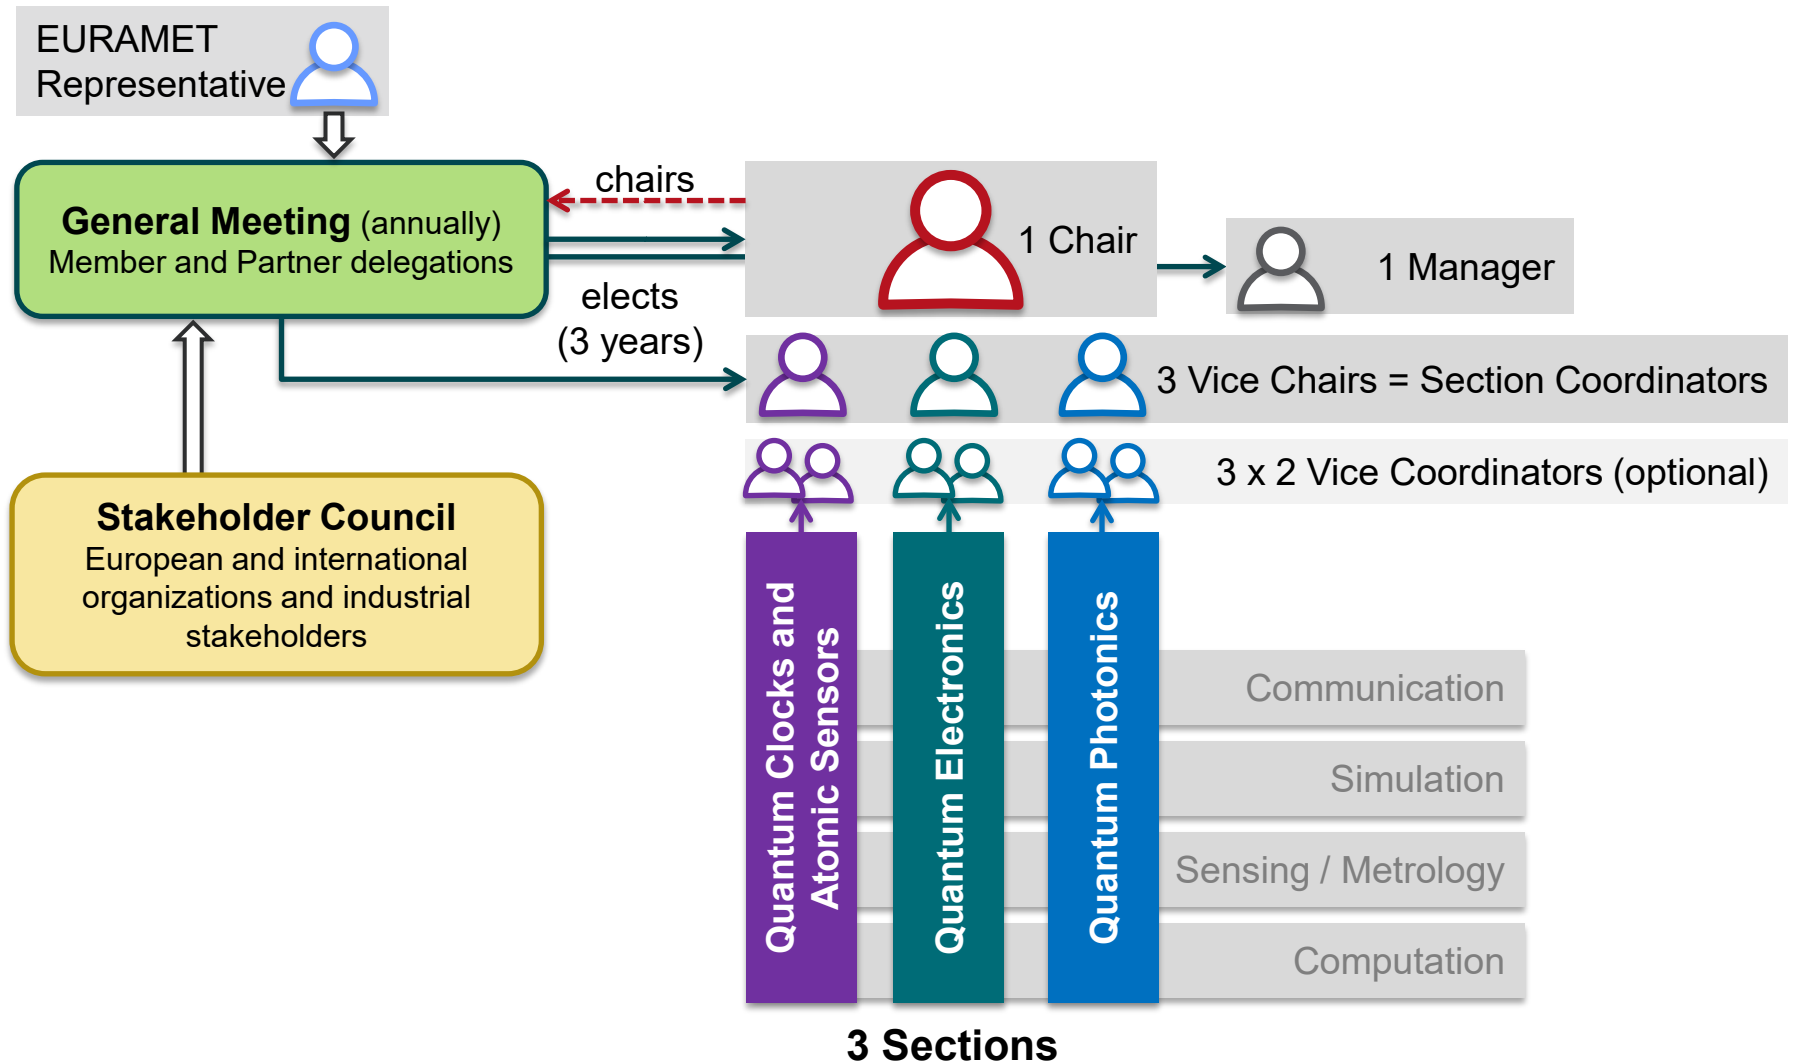 EURAMET
Representative
chairs
General Meeting (annually)
Member and Partner delegations
1 Chair
1 Manager
elects
(3 years)
3 Vice Chairs = Section Coordinators
3 x 2 Vice Coordinators (optional)
Stakeholder Council
European and international
organizations and industrial
stakeholders
Quantum Clocks and
Atomic Sensors
Quantum Electronics
Quantum Photonics
Communication
Simulation
Sensing / Metrology
Computation
3 Sections